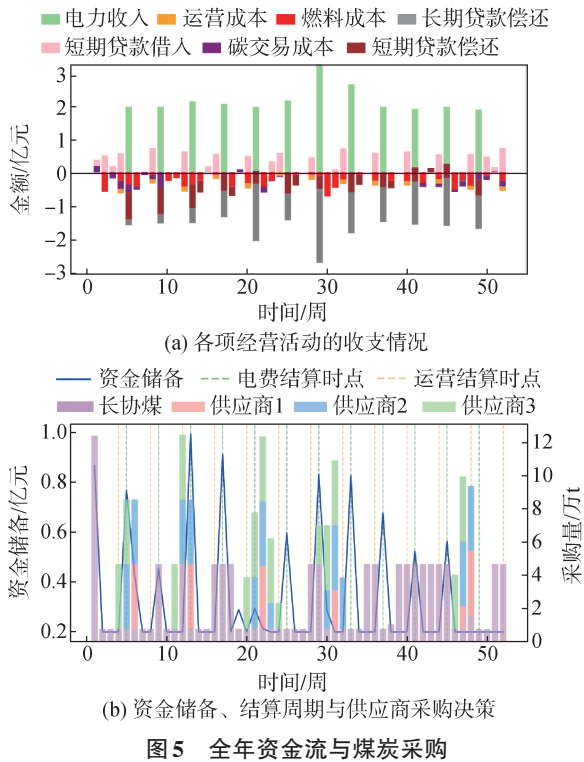 电力收入 运营成本 燃料成本 长期贷款偿还
短期贷款借入 碳交易成本 短期贷款偿还
金额/亿元
3
2
1
0
−1
−2
−3
0 10 20 30 40 50
时间/周
(a) 各项经营活动的收支情况
资金储备 电费结算时点 运营结算时点
长协煤 供应商1 供应商2 供应商3
资金储备/亿元
1.0
0.8
0.6
0.4
0.2
采购量/万t
12
10
8
6
4
2
0
0 10 20 30 40 50
时间/周
(b) 资金储备、结算周期与供应商采购决策
图5 全年资金流与煤炭采购